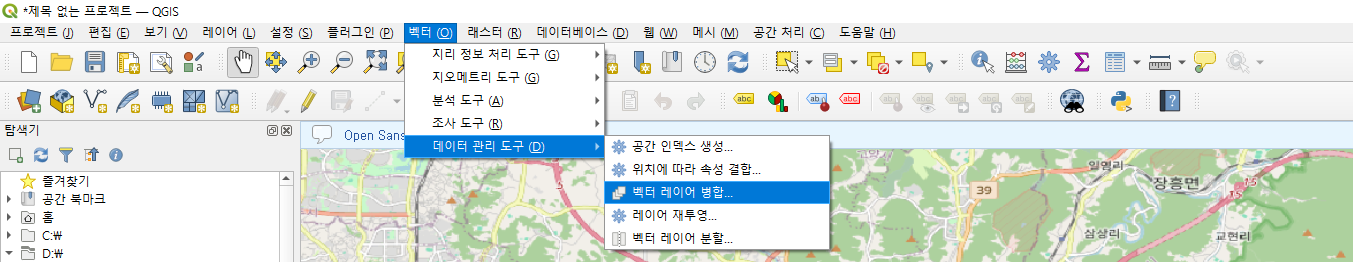 *제목 없는 프로젝트 — QGIS
프로젝트 (J) 편집 (E) 보기 (V) 레이어 (L) 설정 (S) 플러그인 (P) 벡터 (O) 래스터 (R) 데이터베이스 (D) 웹 (W) 메시 (M) 공간 처리 (C) 도움말 (H)
지리 정보 처리 도구 (G)
지오메트리 도구 (G)
분석 도구 (A)
조사 도구 (R)
데이터 관리 도구 (D)
공간 인덱스 생성...
위치에 따라 속성 결합...
벡터 레이어 병합...
레이어 재투영...
벡터 레이어 분할...
abc abc abc
탐색기
Open Sans
즐겨찾기
공간 북마크
홈
C:₩
D:₩
39
일영리
장흥면
15
삼상리
교현리